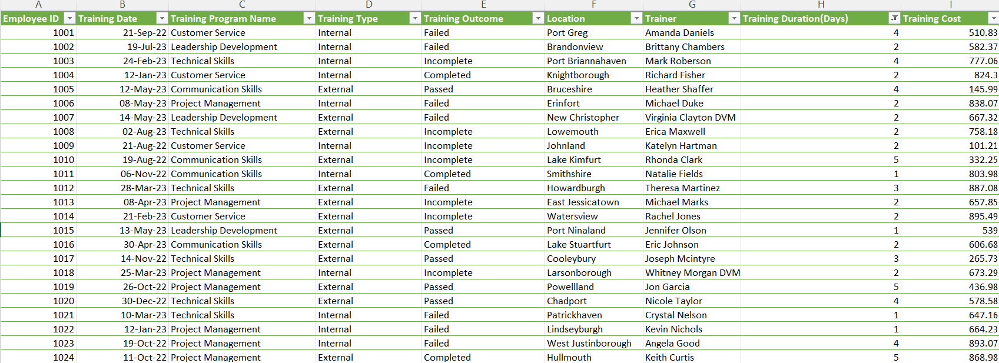 A B C D E F G H I
Employee ID Training Date Training Program Name Training Type Training Outcome Location Trainer Training Duration(Days) Training Cost
1001 21-Sep-22 Customer Service Internal Failed Port Greg Amanda Daniels 4 510.83
1002 19-Jul-23 Leadership Development Internal Failed Brandonview Brittany Chambers 2 582.37
1003 24-Feb-23 Technical Skills Internal Incomplete Port Briannahaven Mark Roberson 4 777.06
1004 12-Jan-23 Customer Service Internal Completed Knightborough Richard Fisher 2 824.3
1005 12-May-23 Communication Skills External Passed Bruceshire Heather Shaffer 4 145.99
1006 08-May-23 Project Management Internal Failed Erinfort Michael Duke 2 838.07
1007 14-May-23 Leadership Development External Failed New Christopher Virginia Clayton DVM 2 667.32
1008 02-Aug-23 Technical Skills External Incomplete Lowemouth Erica Maxwell 2 758.18
1009 21-Aug-22 Customer Service Internal Incomplete Johnland Katelyn Hartman 2 101.21
1010 19-Aug-22 Communication Skills External Incomplete Lake Kimfurt Rhonda Clark 5 332.25
1011 06-Nov-22 Communication Skills Internal Completed Smithshire Natalie Fields 1 803.98
1012 28-Mar-23 Technical Skills External Failed Howardburgh Theresa Martinez 3 887.08
1013 08-Apr-23 Project Management External Incomplete East Jessicatown Michael Marks 2 657.85
1014 21-Feb-23 Customer Service External Incomplete Watersview Rachel Jones 2 895.49
1015 13-May-23 Leadership Development External Passed Port Ninaland Jennifer Olson 1 539
1016 30-Apr-23 Communication Skills External Completed Lake Stuartfurt Eric Johnson 2 606.68
1017 14-Nov-22 Technical Skills External Passed Cooleybury Joseph Mcintyre 3 265.73
1018 25-Mar-23 Project Management Internal Incomplete Larsonborough Whitney Morgan DVM 2 673.29
1019 26-Oct-22 Project Management External Passed Powellland Jon Garcia 5 436.98
1020 30-Dec-22 Technical Skills External Passed Chadport Nicole Taylor 4 578.58
1021 10-Mar-23 Technical Skills Internal Failed Patrickhaven Crystal Nelson 1 647.16
1022 12-Jan-23 Project Management Internal Failed Lindseyburgh Kevin Nichols 1 664.23
1023 19-Oct-22 Project Management Internal Failed West Justinborough Angela Good 4 893.07
1024 11-Oct-22 Project Management External Completed Hullmouth Keith Curtis 5 868.98